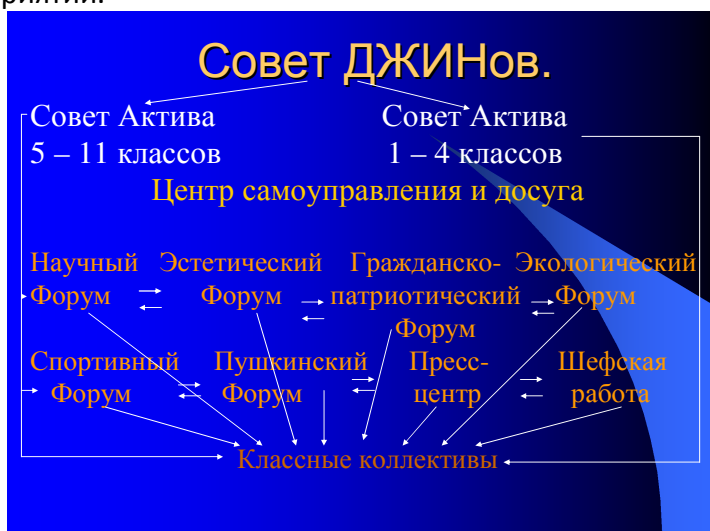 Совет ДЖИНов.
Совет Актива Совет Актива
5 – 11 классов 1 – 4 классов
Центр самоуправления и досуга
Научный Эстетический Гражданско- Экологический
Форум Форум патриотический Форум
Форум
Спортивный Пушкинский Пресс- Шефская
Форум Форум центр работа
Классные коллективы